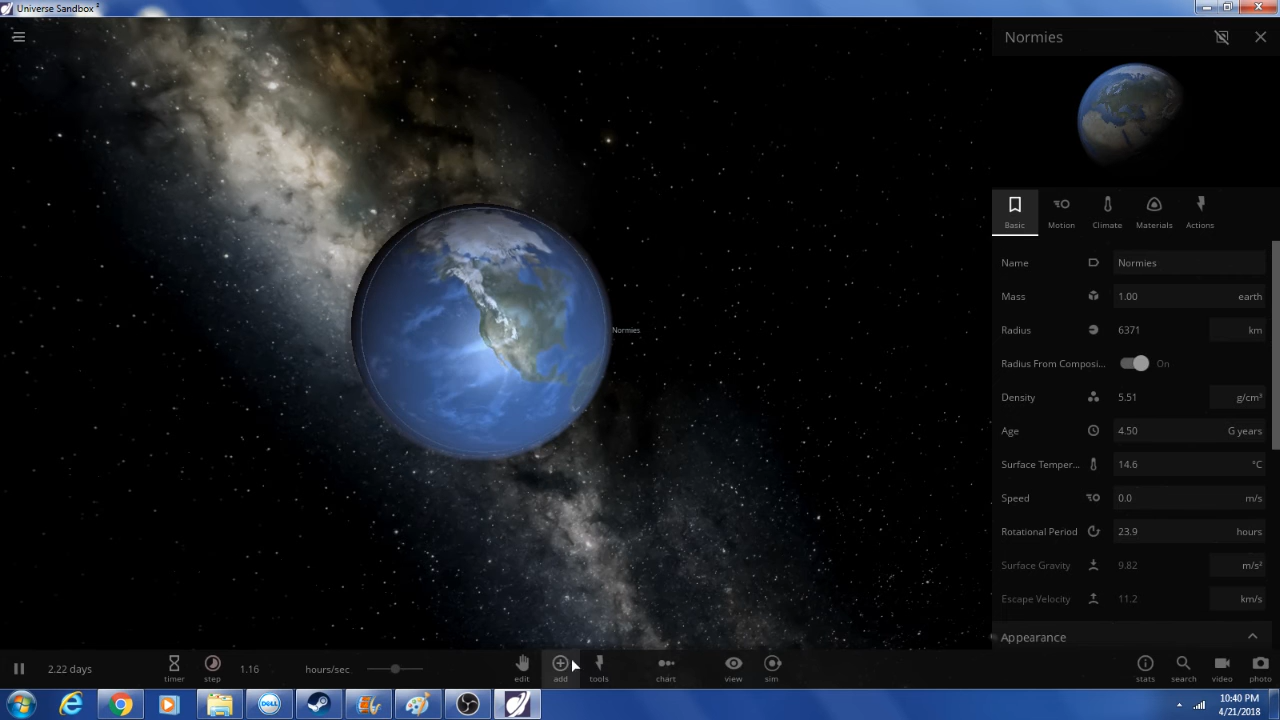 Universe Sandbox ²
Normies
Basic
Motion
Climate
Materials
Actions
Name Normies
Mass 1.00 earth
Radius 6371 km
Radius From Composi... On
Density 5.51 g/cm³
Age 4.50 G years
Surface Temper... 14.6 °C
Speed 0.0 m/s
Rotational Period 23.9 hours
Surface Gravity 9.82 m/s²
Escape Velocity 11.2 km/s
Appearance
Normies
2.22 days
timer
step
1.16 hours/sec
edit
add
tools
chart
view
sim
stats
search
video
photo
DELL
10:40 PM
4/21/2018